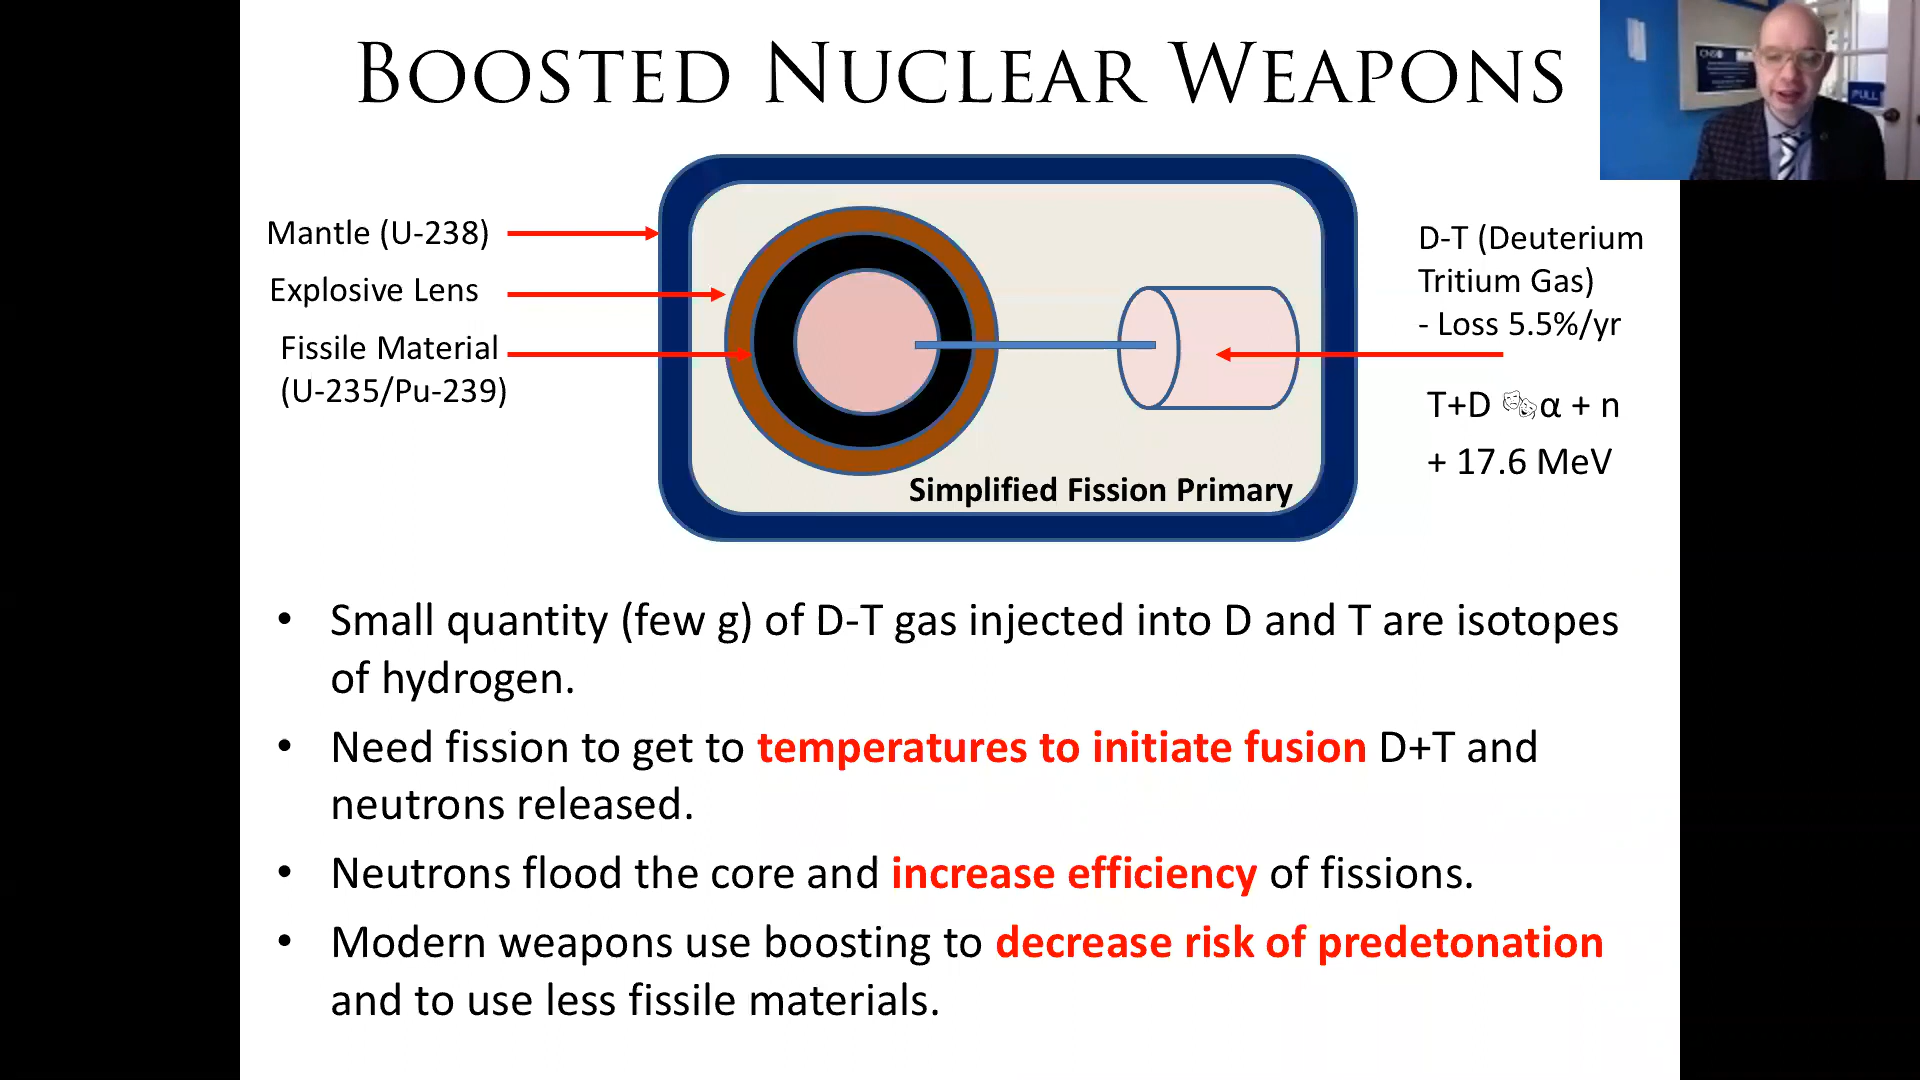 BOOSTED NUCLEAR WEAPONS
CNS
PULL
Mantle (U-238)
Explosive Lens
Fissile Material
(U-235/Pu-239)
D-T (Deuterium
Tritium Gas)
- Loss 5.5%/yr
T+D 🎭α + n
+ 17.6 MeV
Simplified Fission Primary
• Small quantity (few g) of D-T gas injected into D and T are isotopes
of hydrogen.
• Need fission to get to temperatures to initiate fusion D+T and
neutrons released.
• Neutrons flood the core and increase efficiency of fissions.
• Modern weapons use boosting to decrease risk of predetonation
and to use less fissile materials.